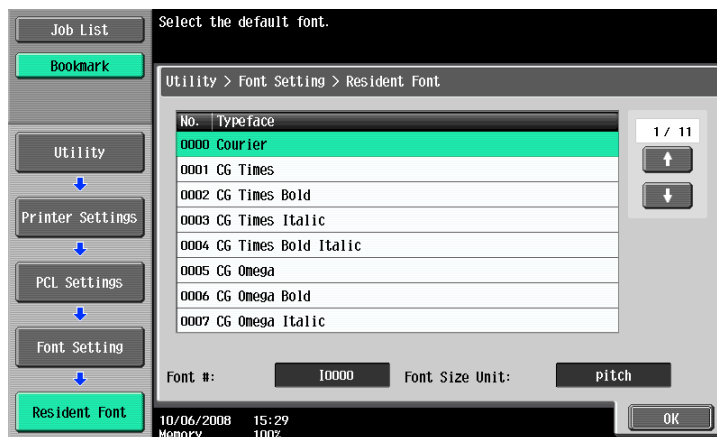 Job List
Bookmark
Utility
Printer Settings
PCL Settings
Font Setting
Resident Font
Select the default font.
Utility > Font Setting > Resident Font
No. Typeface
0000 Courier
0001 CG Times
0002 CG Times Bold
0003 CG Times Italic
0004 CG Times Bold Italic
0005 CG Omega
0006 CG Omega Bold
0007 CG Omega Italic
1/ 11
Font #: I0000 Font Size Unit: pitch
10/06/2008 15:29
Memory 100%
OK